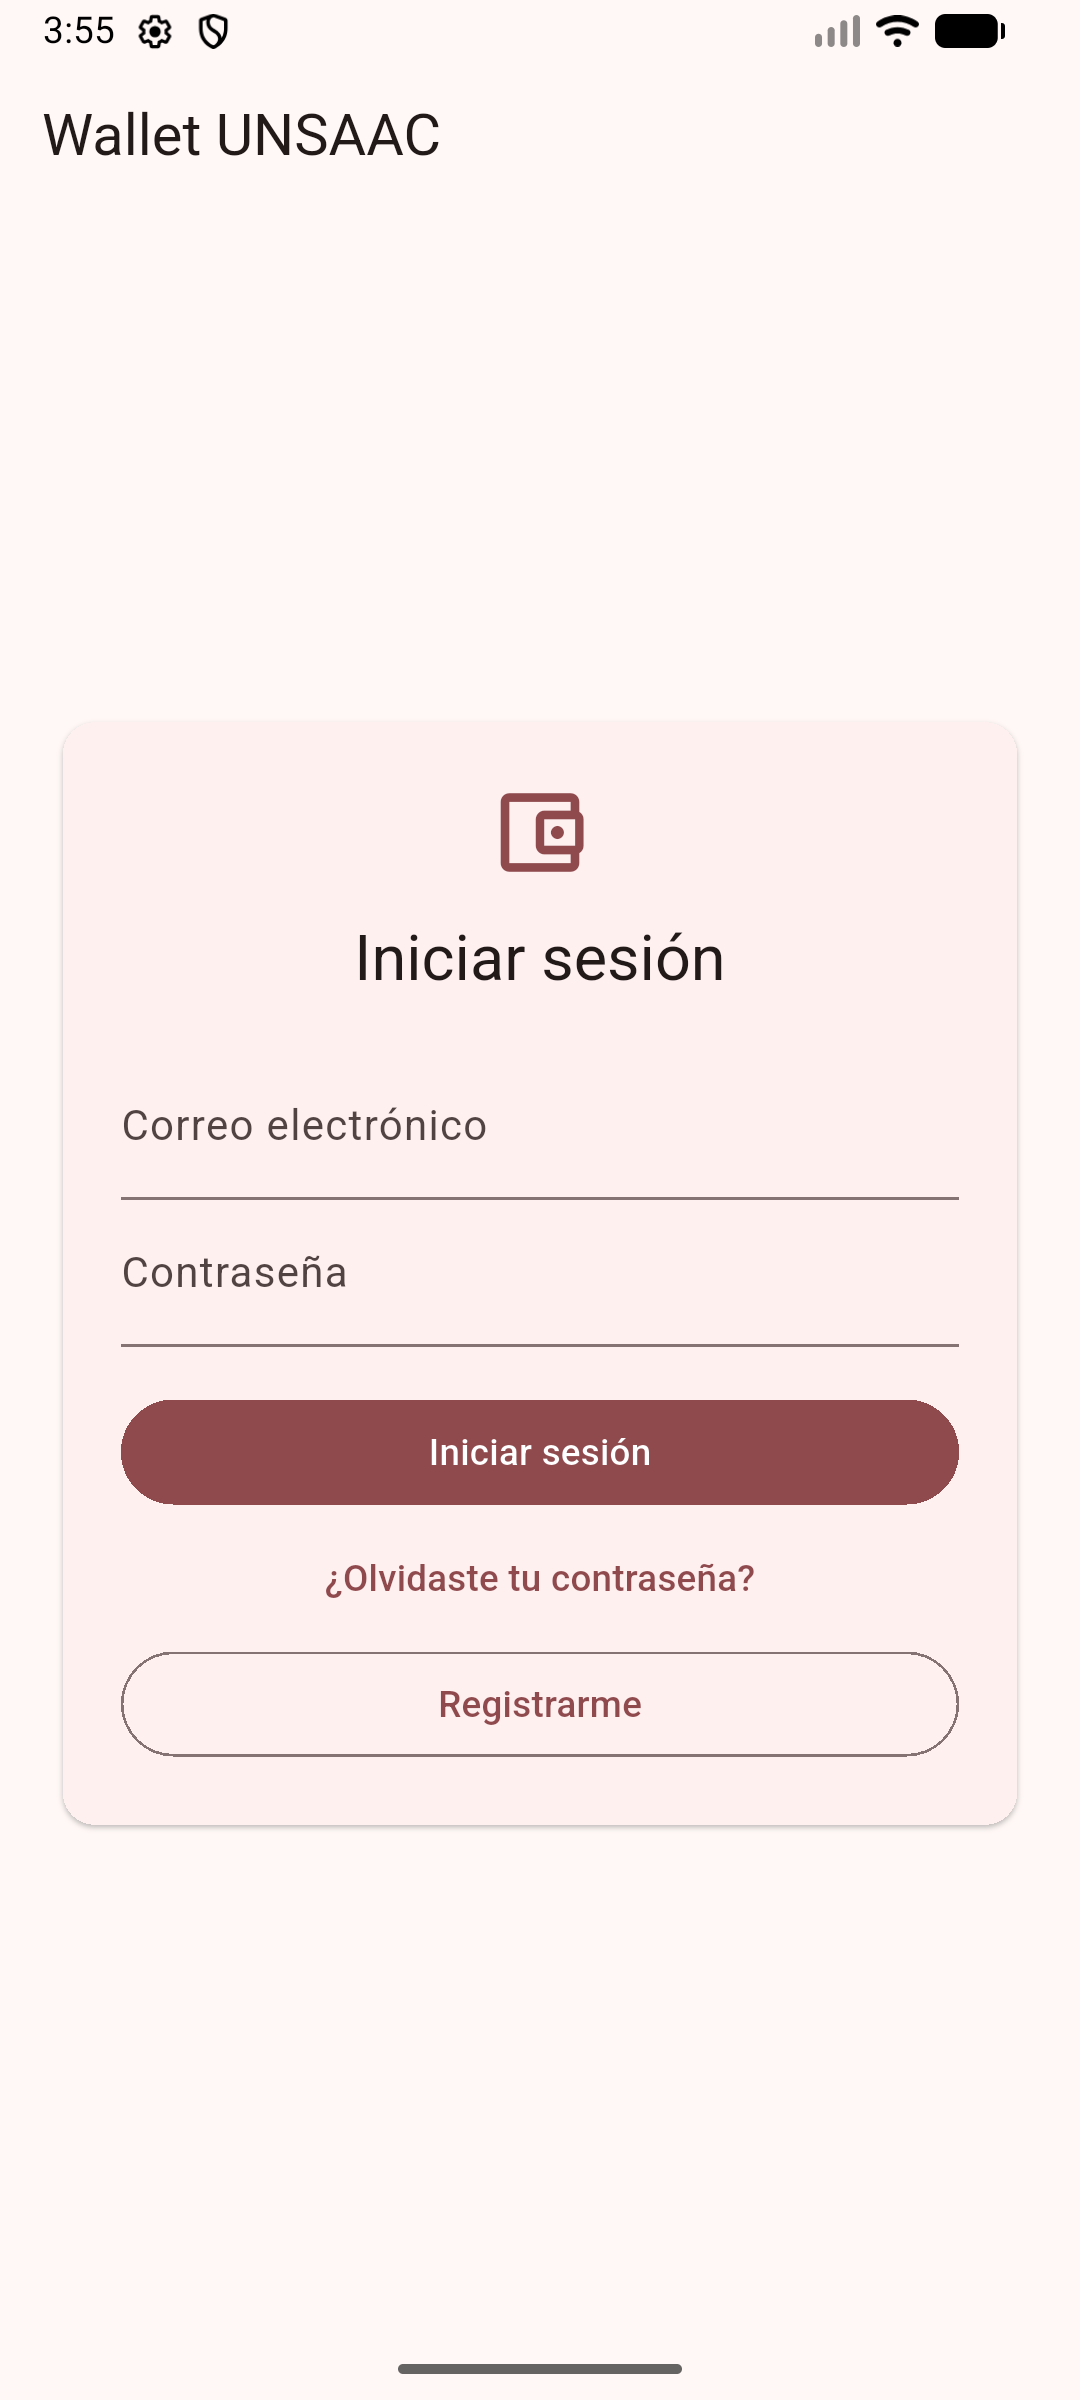 3:55
Wallet UNSAAC
Iniciar sesión
Correo electrónico
Contraseña
Iniciar sesión
¿Olvidaste tu contraseña?
Registrarme